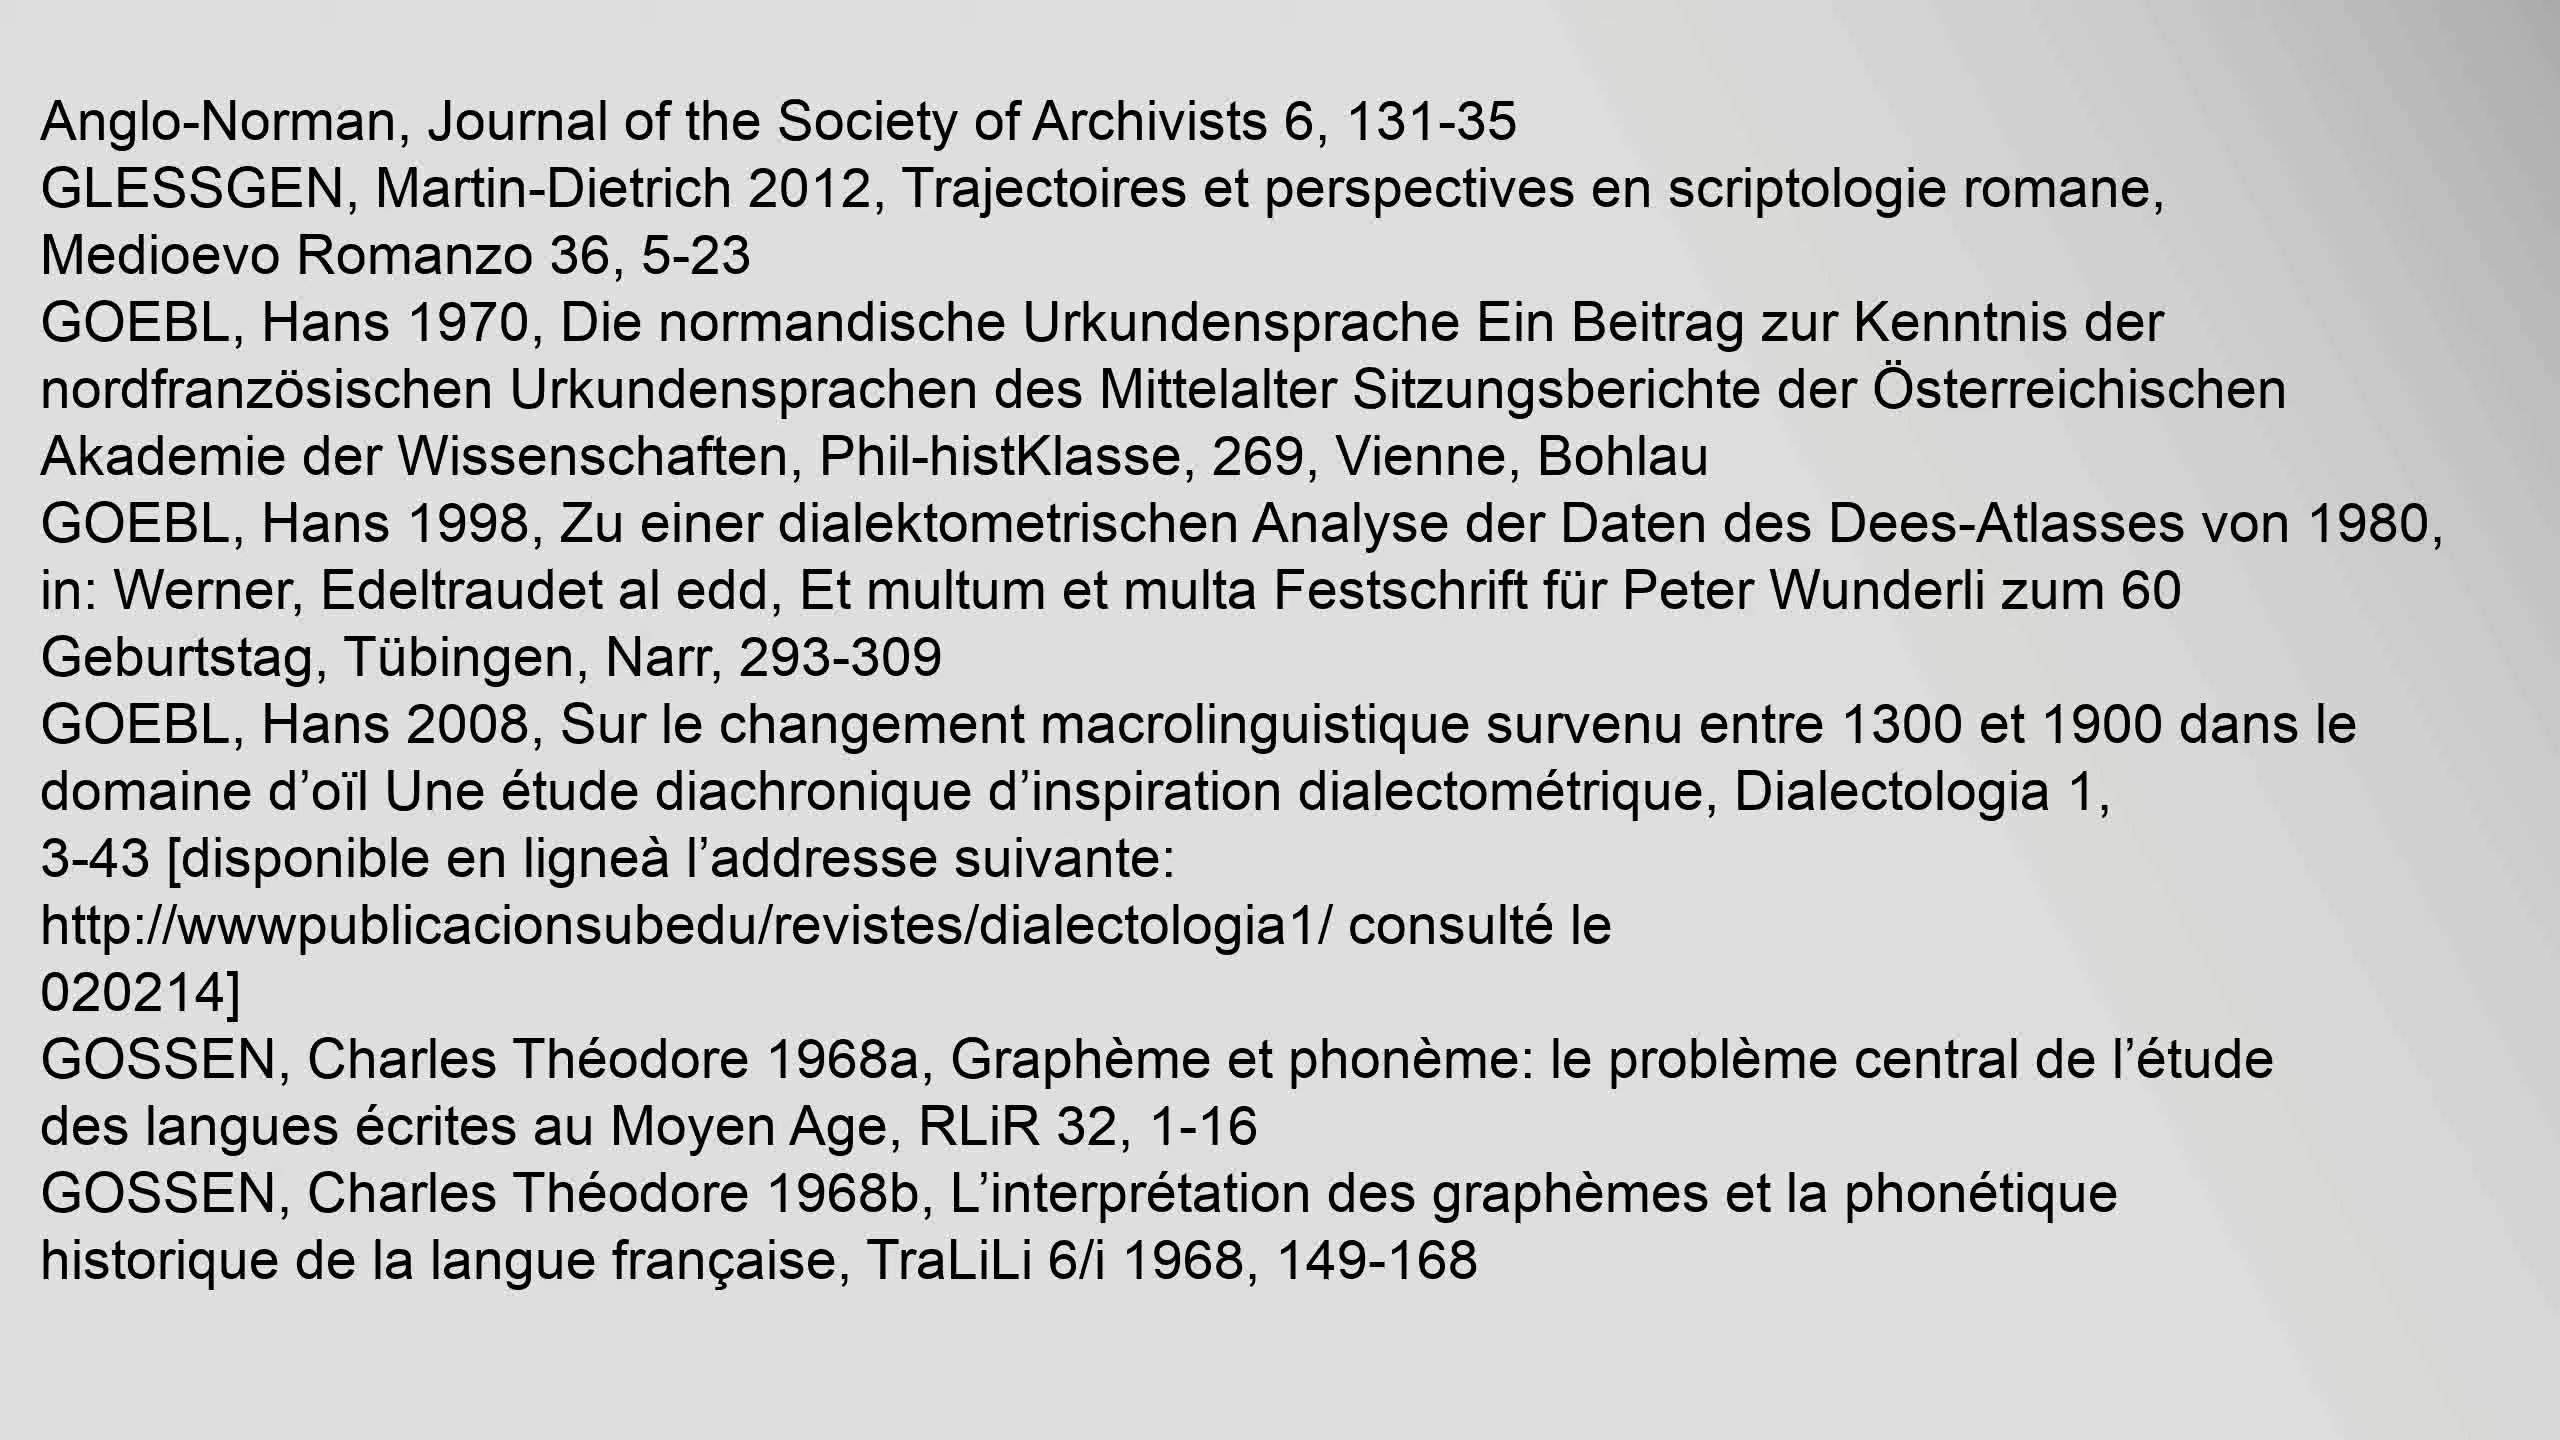 Anglo-Norman, Journal of the Society of Archivists 6, 131-35
GLESSGEN, Martin-Dietrich 2012, Trajectoires et perspectives en scriptologie romane,
Medioevo Romanzo 36, 5-23
GOEBL, Hans 1970, Die normandische Urkundensprache Ein Beitrag zur Kenntnis der
nordfranzösischen Urkundensprachen des Mittelalter Sitzungsberichte der Österreichischen
Akademie der Wissenschaften, Phil-histKlasse, 269, Vienne, Bohlau
GOEBL, Hans 1998, Zu einer dialektometrischen Analyse der Daten des Dees-Atlasses von 1980,
in: Werner, Edeltraudet al edd, Et multum et multa Festschrift für Peter Wunderli zum 60
Geburtstag, Tübingen, Narr, 293-309
GOEBL, Hans 2008, Sur le changement macrolinguistique survenu entre 1300 et 1900 dans le
domaine d’oïl Une étude diachronique d’inspiration dialectométrique, Dialectologia 1,
3-43 [disponible en ligneà l’addresse suivante:
http://wwwpublicacionsubedu/revistes/dialectologia1/ consulté le
020214]
GOSSEN, Charles Théodore 1968a, Graphème et phonème: le problème central de l’étude
des langues écrites au Moyen Age, RLiR 32, 1-16
GOSSEN, Charles Théodore 1968b, L’interprétation des graphèmes et la phonétique
historique de la langue française, TraLiLi 6/i 1968, 149-168